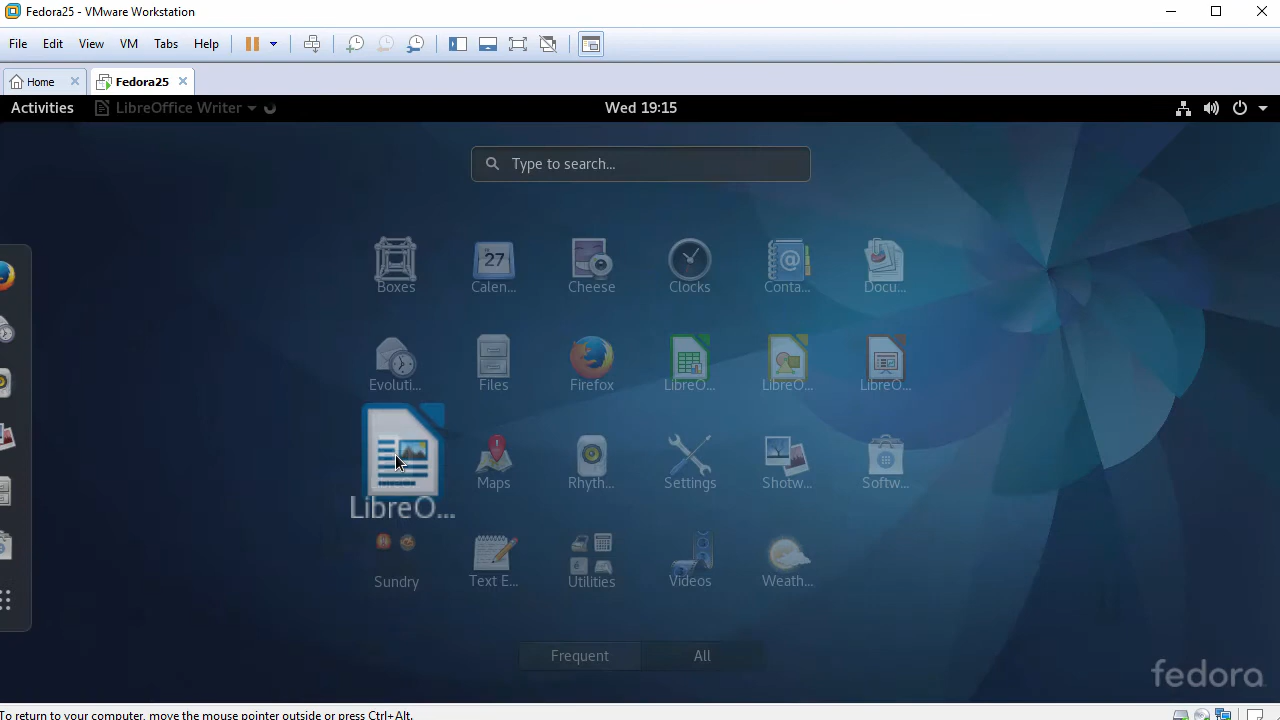 Fedora25 - VMware Workstation
File Edit View VM Tabs Help
Home Fedora25
Activities LibreOffice Writer Wed 19:15
Type to search...
27
Boxes Calen... Cheese Clocks Conta... Docu...
Evoluti... Files Firefox LibreO... LibreO... LibreO...
LibreO... Maps Rhyth... Settings Shotw... Softw...
Sundry Text E... Utilities Videos Weath...
Frequent All
fedora
To return to your computer, move the mouse pointer outside or press Ctrl+Alt.